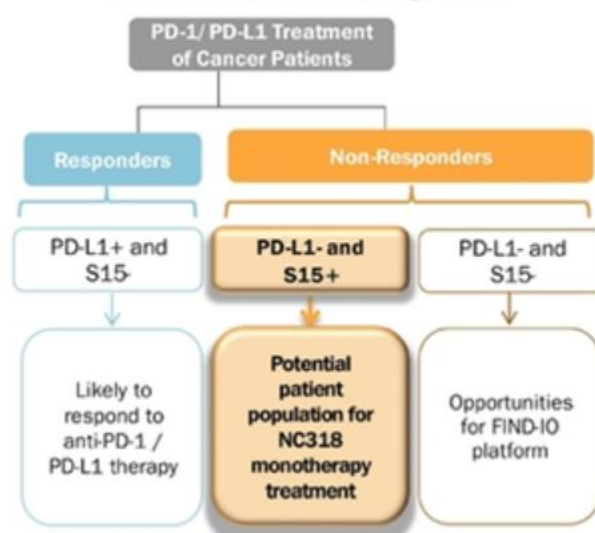 PD-1/ PD-L1 Treatment
of Cancer Patients
Responders
Non-Responders
PD-L1+ and
S15-
PD-L1- and
S15+
PD-L1- and
S15-
Likely to
respond to
anti-PD-1 /
PD-L1 therapy
Potential
patient
population for
NC318
monotherapy
treatment
Opportunities
for FIND-IO
platform